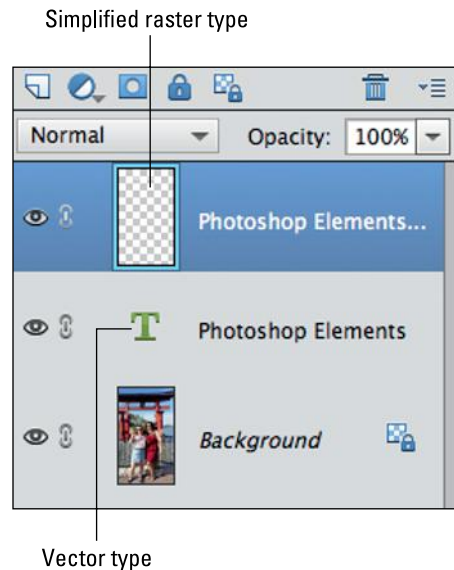 Simplified raster type
Normal Opacity: 100%
Photoshop Elements...
T Photoshop Elements
Background
Vector type